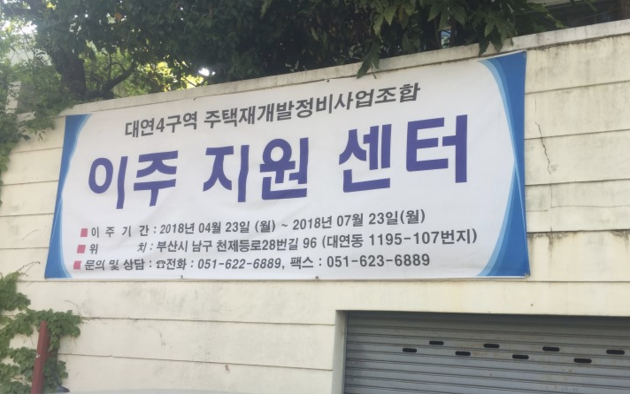 대연4구역 주택재개발정비사업조합
이주 지원 센터
■ 이 주 기 간 : 2018년 04월 23일 (월) ~ 2018년 07월 23일(월)
■ 위 치 : 부산시 남구 천제등로28번길 96 (대연동 1195-107번지)
■ 문의 및 상담 : ☎전화 : 051-622-6889, 팩스 : 051-623-6889